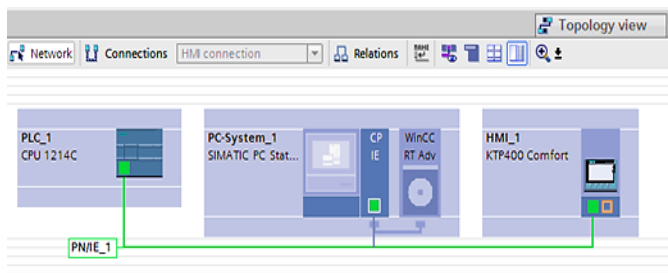 Topology view
Network Connections HMI connection Relations
PLC_1
CPU 1214C
PC-System_1
SIMATIC PC Stat...
CP
IE
WinCC
RT Adv
HMI_1
KTP400 Comfort
PN/IE_1